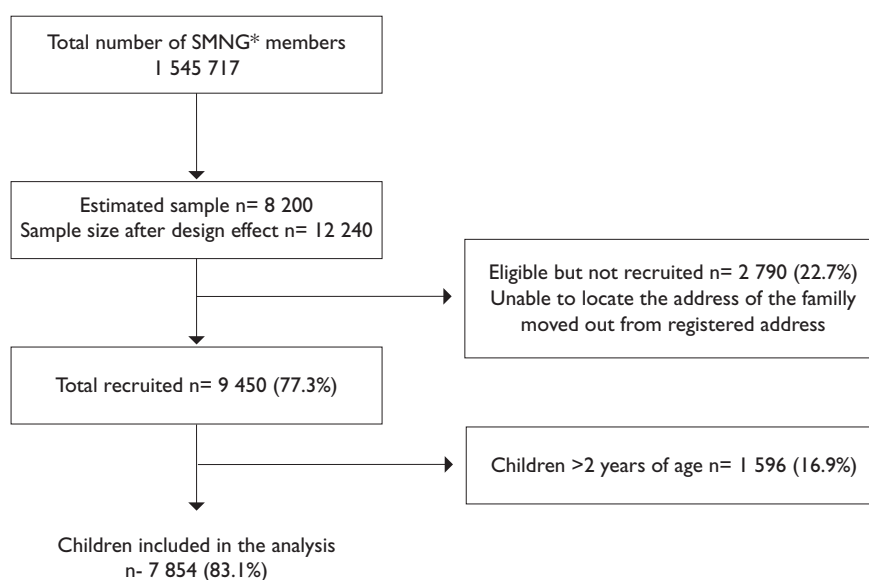 Total number of SMNG* members
1 545 717
Estimated sample n= 8 200
Sample size after design effect n= 12 240
Eligible but not recruited n= 2 790 (22.7%)
Unable to locate the address of the familly
moved out from registered address
Total recruited n= 9 450 (77.3%)
Children >2 years of age n= 1 596 (16.9%)
Children included in the analysis
n- 7 854 (83.1%)